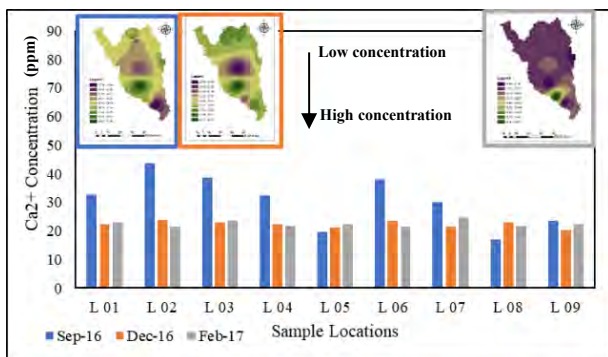 90
80
70
60
50
40
30
20
10
0
Ca2+ Concentration (ppm)
Low concentration
High concentration
L 01 L 02 L 03 L 04 L 05 L 06 L 07 L 08 L 09
Sample Locations
Sep-16 Dec-16 Feb-17